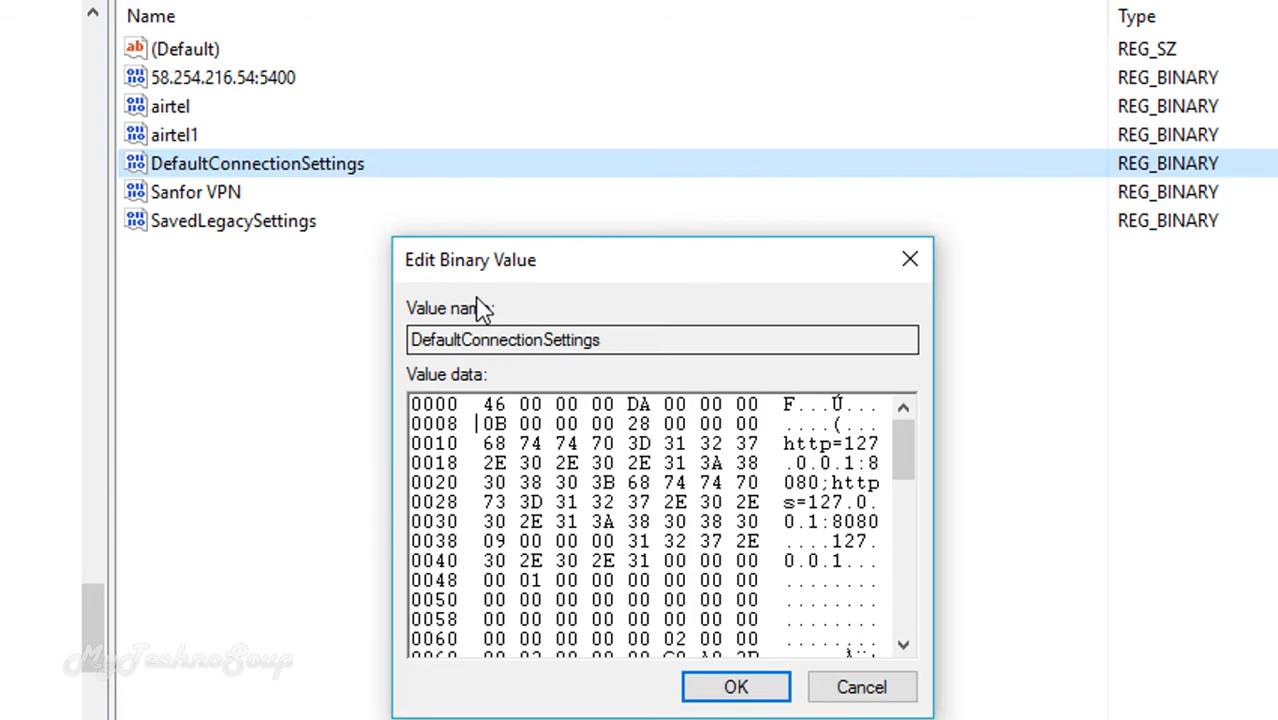 Name Type
(Default) REG_SZ
58.254.216.54:5400 REG_BINARY
airtel REG_BINARY
airtel1 REG_BINARY
DefaultConnectionSettings REG_BINARY
Sanfor VPN REG_BINARY
SavedLegacySettings REG_BINARY
Edit Binary Value
Value name:
DefaultConnectionSettings
Value data:
0000 46 00 00 00 DA 00 00 00 F...Ú...
0008 0B 00 00 00 28 00 00 00 ....(...
0010 68 74 74 70 3D 31 32 37 http=127
0018 2E 30 2E 30 2E 31 3A 38 .0.0.1:8
0020 30 38 30 3B 68 74 74 70 080;http
0028 73 3D 31 32 37 2E 30 2E s=127.0.
0030 30 2E 31 3A 38 30 38 30 0.1:8080
0038 09 00 00 00 31 32 37 2E ....127.
0040 30 2E 30 2E 31 00 00 00 0.0.1...
0048 00 01 00 00 00 00 00 00 ........
0050 00 00 00 00 00 00 00 00 ........
0058 00 00 00 00 00 00 00 00 ........
0060 00 00 00 00 00 02 00 00 ........
OK Cancel
MyTechnoSoup